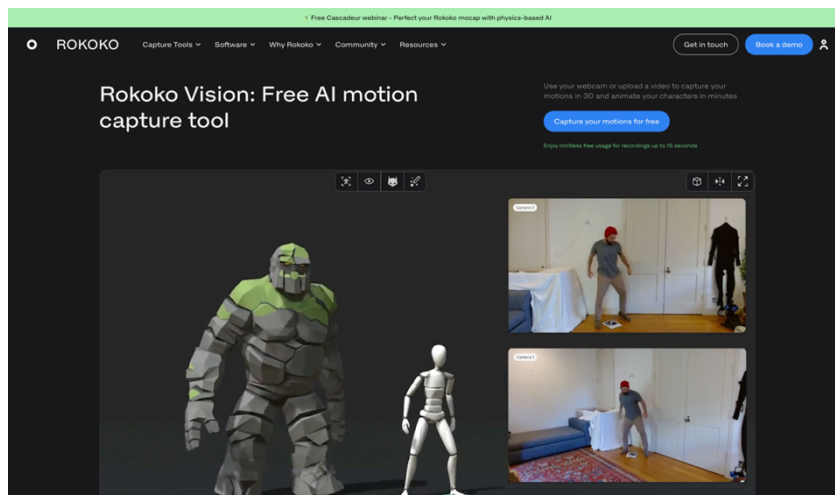 Free Cascadeur webinar - Perfect your Rokoko mocap with physics-based AI
ROKOKO
Capture Tools
Software
Why Rokoko
Community
Resources
Get in touch
Book a demo
Rokoko Vision: Free AI motion
capture tool
Use your webcam or upload a video to capture your
motions in 3D and animate your characters in minutes
Capture your motions for free
Enjoy limitless free usage for recordings up to 15 seconds